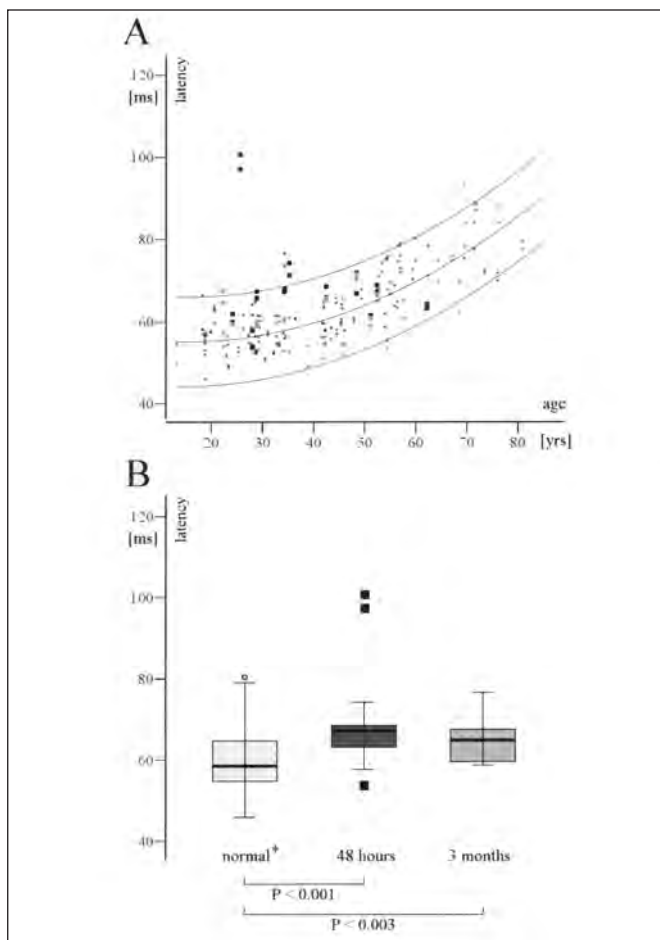 A
latency
120
[ms]
100
80
60
40
age
20 30 40 50 60 70 [yrs] 80
B
latency
120
[ms]
100
80
60
40
normal+ 48 hours 3 months
P < 0.001
P < 0.003